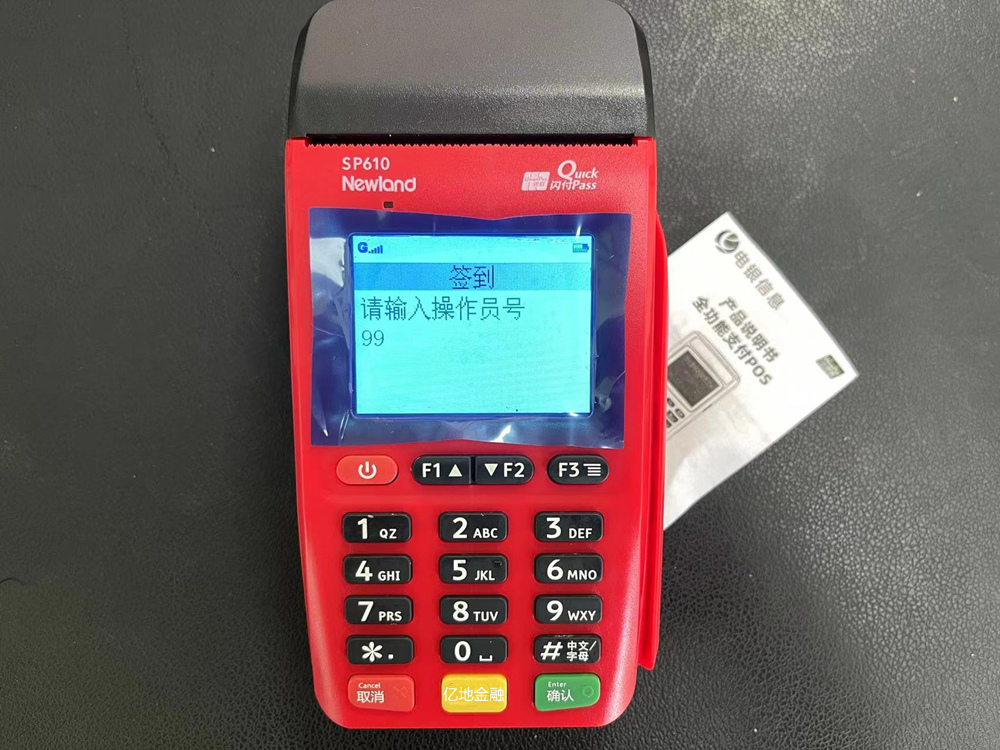 SP610
Newland
Quick
闪付Pass
G
签到
请输入操作员号
99
电银信息
产品说明书
全功能支付POS
F1 F2 F3
1 QZ 2 ABC 3 DEF
4 GHI 5 JKL 6 MNO
7 PRS 8 TUV 9 WXY
*. 0 # 中文/字母
Cancel
取消
亿地金融
Enter
确认